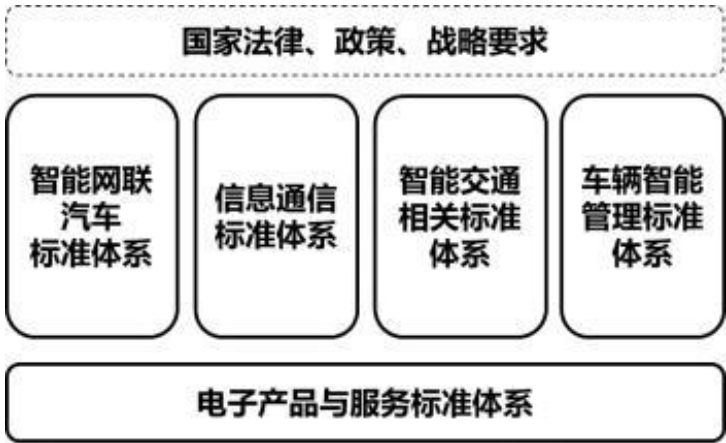 国家法律、政策、战略要求
智能网联
汽车
标准体系
信息通信
标准体系
智能交通
相关标准
体系
车辆智能
管理标准
体系
电子产品与服务标准体系